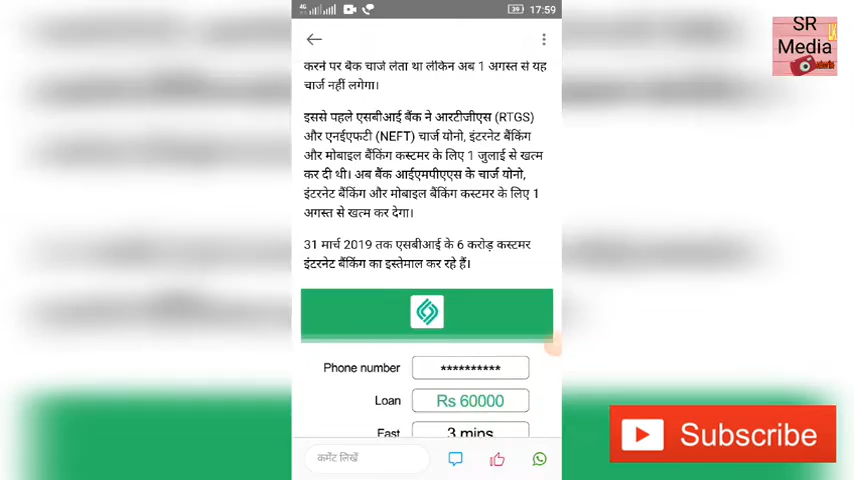 4G
39
17:59
SR
Media
करने पर बैंक चार्ज लेता था लेकिन अब 1 अगस्त से यह
चार्ज नहीं लगेगा।
इससे पहले एसबीआई बैंक ने आरटीजीएस (RTGS)
और एनईएफटी (NEFT) चार्ज योनो, इंटरनेट बैंकिंग
और मोबाइल बैंकिंग कस्टमर के लिए 1 जुलाई से खत्म
कर दी थी। अब बैंक आईएमपीएएस के चार्ज योनो,
इंटरनेट बैंकिंग और मोबाइल बैंकिंग कस्टमर के लिए 1
अगस्त से खत्म कर देगा।
31 मार्च 2019 तक एसबीआई के 6 करोड़ कस्टमर
इंटरनेट बैंकिंग का इस्तेमाल कर रहे हैं।
Phone number **********
Loan Rs 60000
Fast 3 mins
कमेंट लिखें
Subscribe